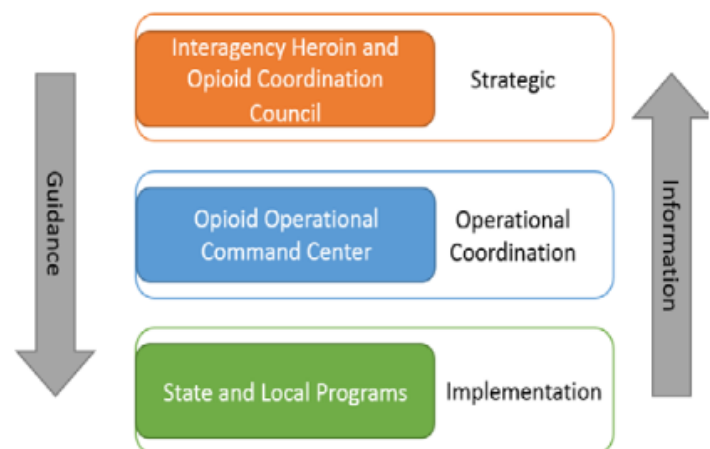 Interagency Heroin and
Opioid Coordination
Council
Strategic
Guidance
Information
Opioid Operational
Command Center
Operational
Coordination
State and Local Programs
Implementation